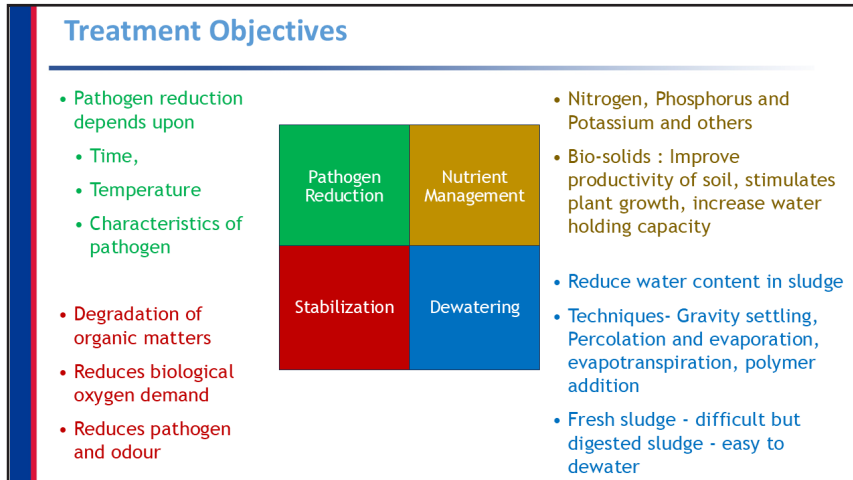 Treatment Objectives
• Pathogen reduction
depends upon
• Time,
• Temperature
• Characteristics of
pathogen
• Degradation of
organic matters
• Reduces biological
oxygen demand
• Reduces pathogen
and odour
Pathogen
Reduction
Nutrient
Management
Stabilization
Dewatering
• Nitrogen, Phosphorus and
Potassium and others
• Bio-solids : Improve
productivity of soil, stimulates
plant growth, increase water
holding capacity
• Reduce water content in sludge
• Techniques- Gravity settling,
Percolation and evaporation,
evapotranspiration, polymer
addition
• Fresh sludge - difficult but
digested sludge - easy to
dewater